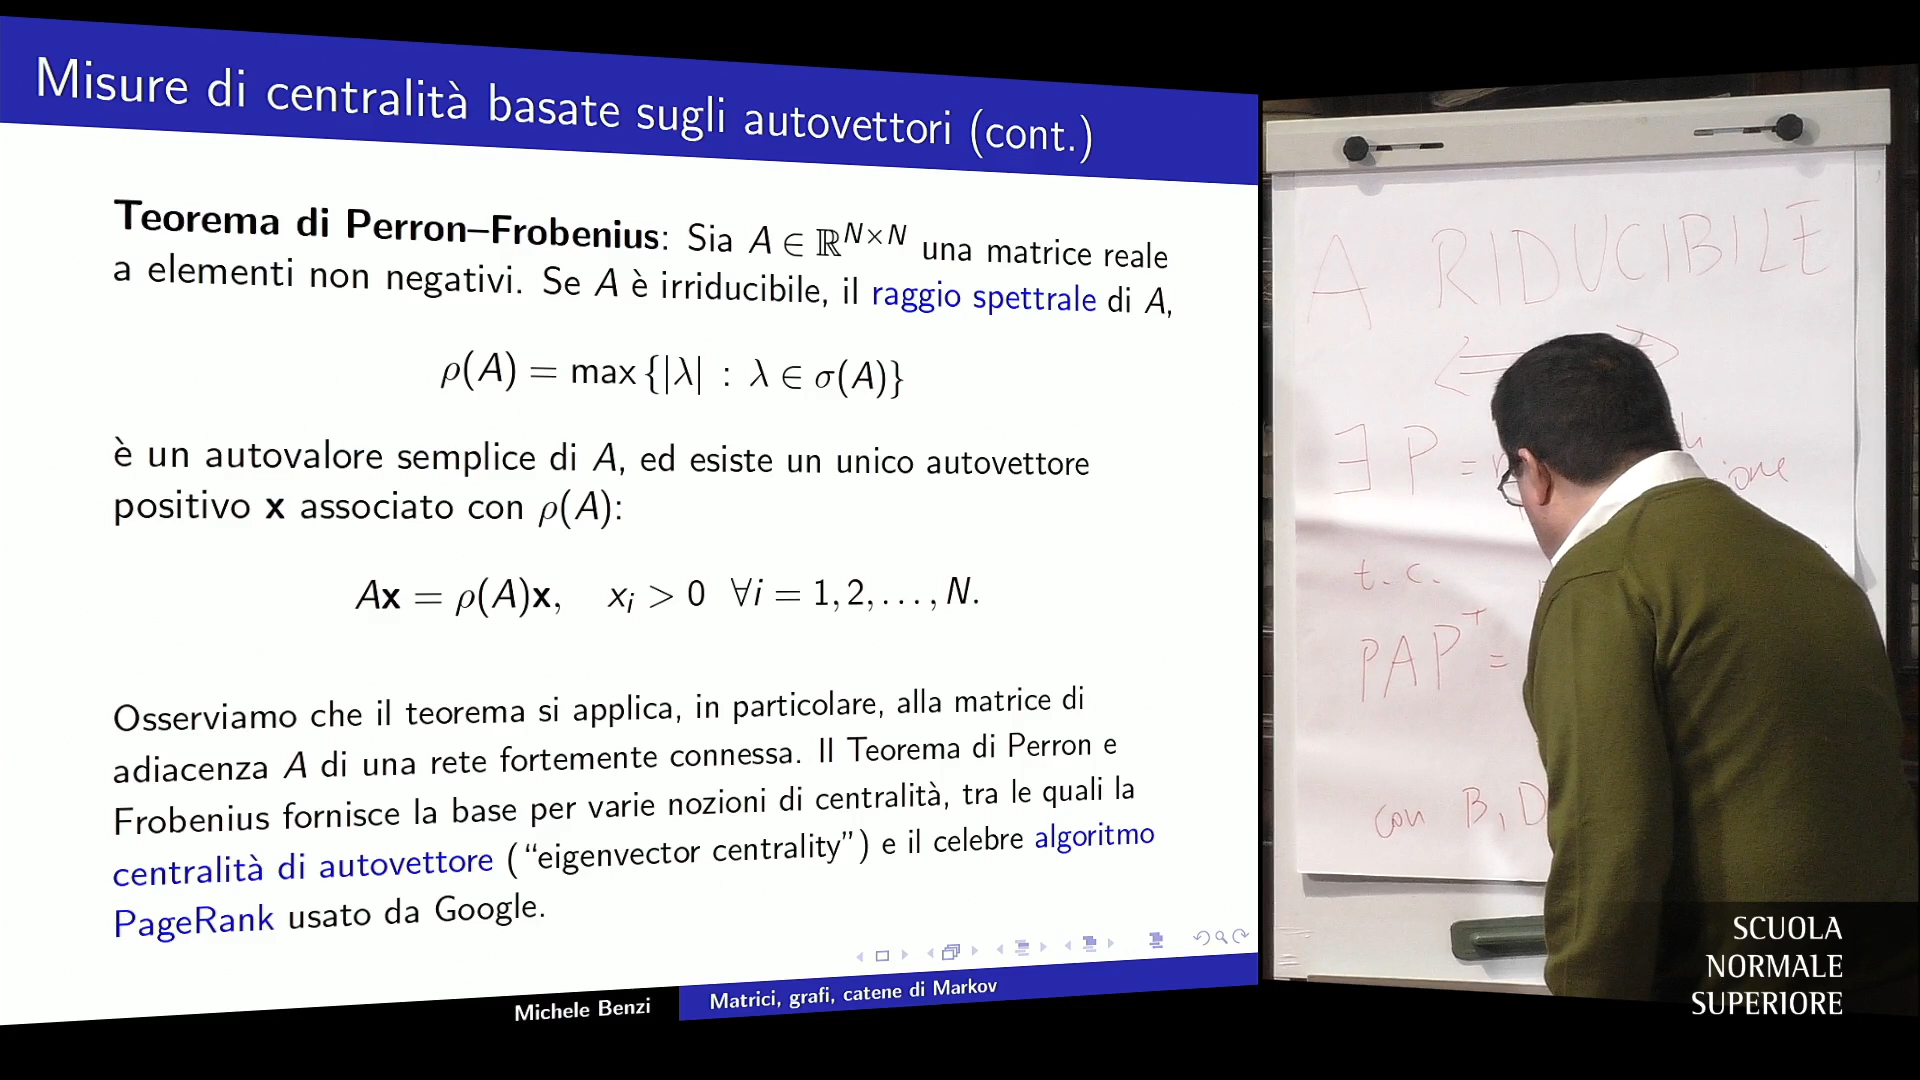 Misure di centralità basate sugli autovettori (cont.)
Teorema di Perron–Frobenius: Sia A ∈ ℝ^{N×N} una matrice reale
a elementi non negativi. Se A è irriducibile, il raggio spettrale di A,
ρ(A) = max {|λ| : λ ∈ σ(A)}
è un autovalore semplice di A, ed esiste un unico autovettore
positivo x associato con ρ(A):
Ax = ρ(A)x, x_i > 0 ∀i = 1, 2, . . . , N.
Osserviamo che il teorema si applica, in particolare, alla matrice di
adiacenza A di una rete fortemente connessa. Il Teorema di Perron e
Frobenius fornisce la base per varie nozioni di centralità, tra le quali la
centralità di autovettore (“eigenvector centrality”) e il celebre algoritmo
PageRank usato da Google.
Michele Benzi
Matrici, grafi, catene di Markov
A RIDUCIBILE
∃ P =
t. c.
PAP^T =
con B, D
SCUOLA
NORMALE
SUPERIORE